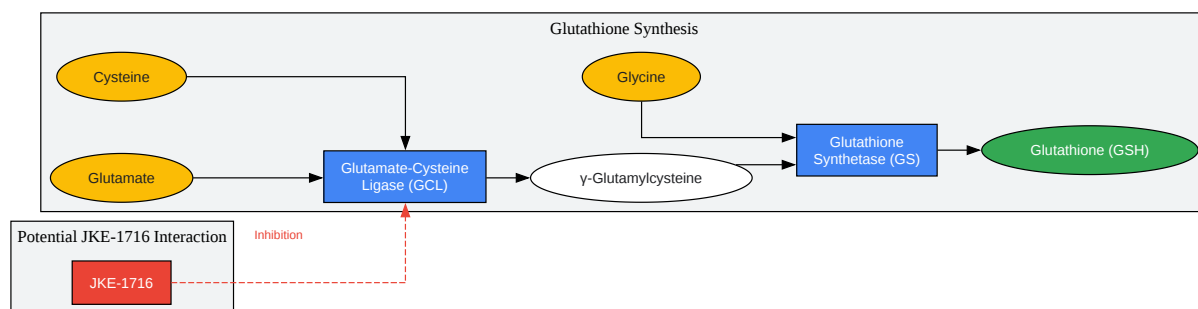 Glutathione Synthesis
Cysteine
Glycine
Glutamate
Glutamate-Cysteine
Ligase (GCL)
γ-Glutamylcysteine
Glutathione
Synthetase (GS)
Glutathione (GSH)
Potential JKE-1716 Interaction
Inhibition
JKE-1716